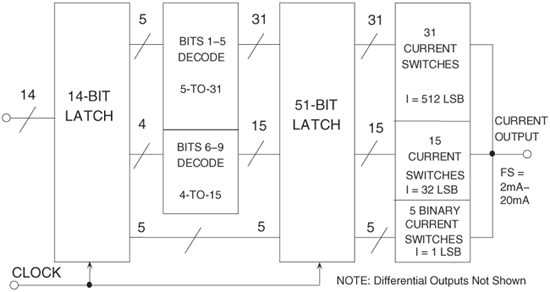 5
31
31
14
14-BIT
LATCH
BITS 1–5
DECODE
5-TO-31
51-BIT
LATCH
31
CURRENT
SWITCHES
I = 512 LSB
4
15
15
BITS 6–9
DECODE
4-TO-15
15
CURRENT
SWITCHES
I = 32 LSB
CURRENT
OUTPUT
FS =
2mA–
20mA
5
5
5
5 BINARY
CURRENT
SWITCHES
I = 1 LSB
CLOCK
NOTE: Differential Outputs Not Shown